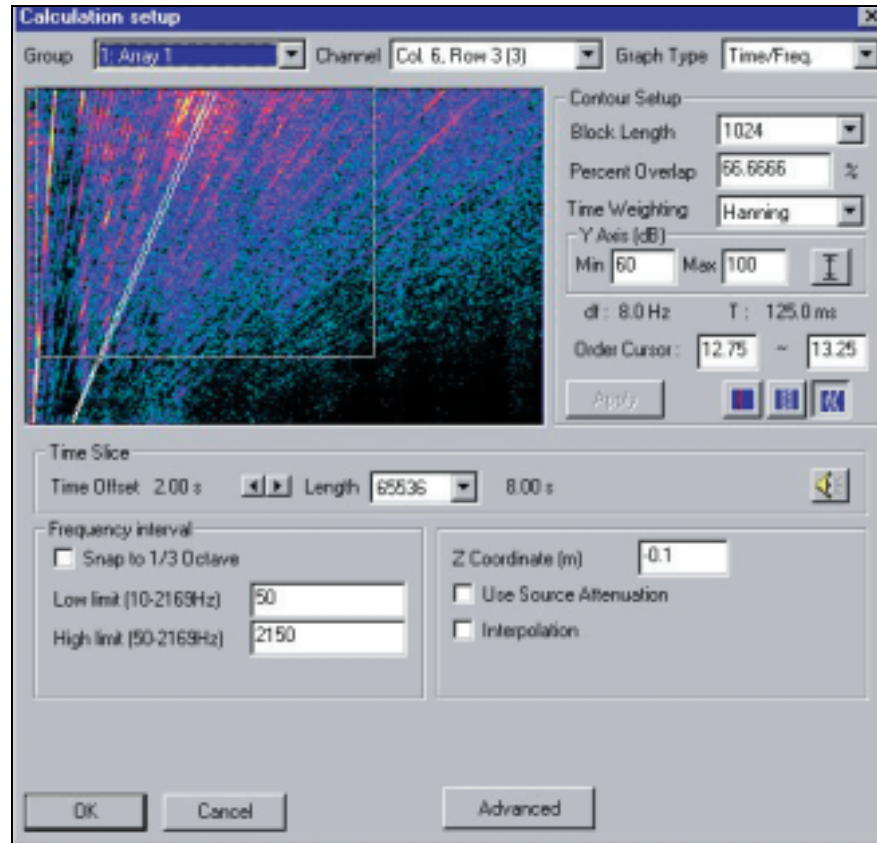 Calculation setup
Group 1: Array 1 Channel Col. 6, Row 3 (3) Graph Type Time/Freq.
Contour Setup
Block Length 1024
Percent Overlap 66.6666 %
Time Weighting Hanning
Y Axis (dB)
Min 60 Max 100
df : 8.0 Hz T : 125.0 ms
Order Cursor : 12.75 ~ 13.25
Apply
Time Slice
Time Offset 2.00 s Length 65536 8.00 s
Frequency interval
Snap to 1/3 Octave
Low limit (10-2169Hz) 50
High limit (50-2169Hz) 2150
Z Coordinate (m) -0.1
Use Source Attenuation
Interpolation
OK Cancel Advanced